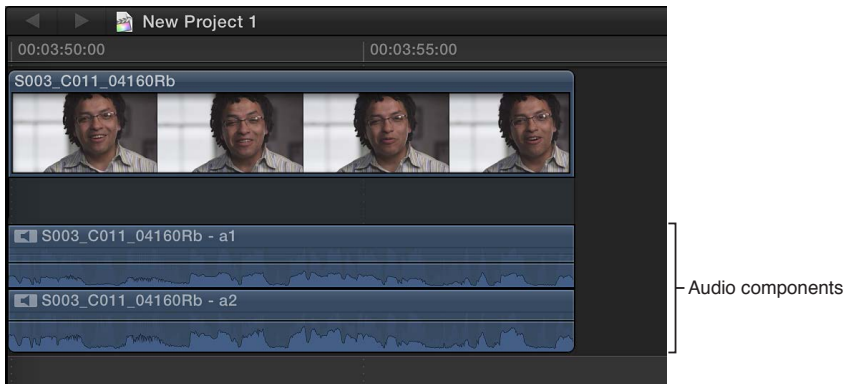 New Project 1
00:03:50:00
00:03:55:00
S003_C011_04160Rb
S003_C011_04160Rb - a1
Audio components
S003_C011_04160Rb - a2